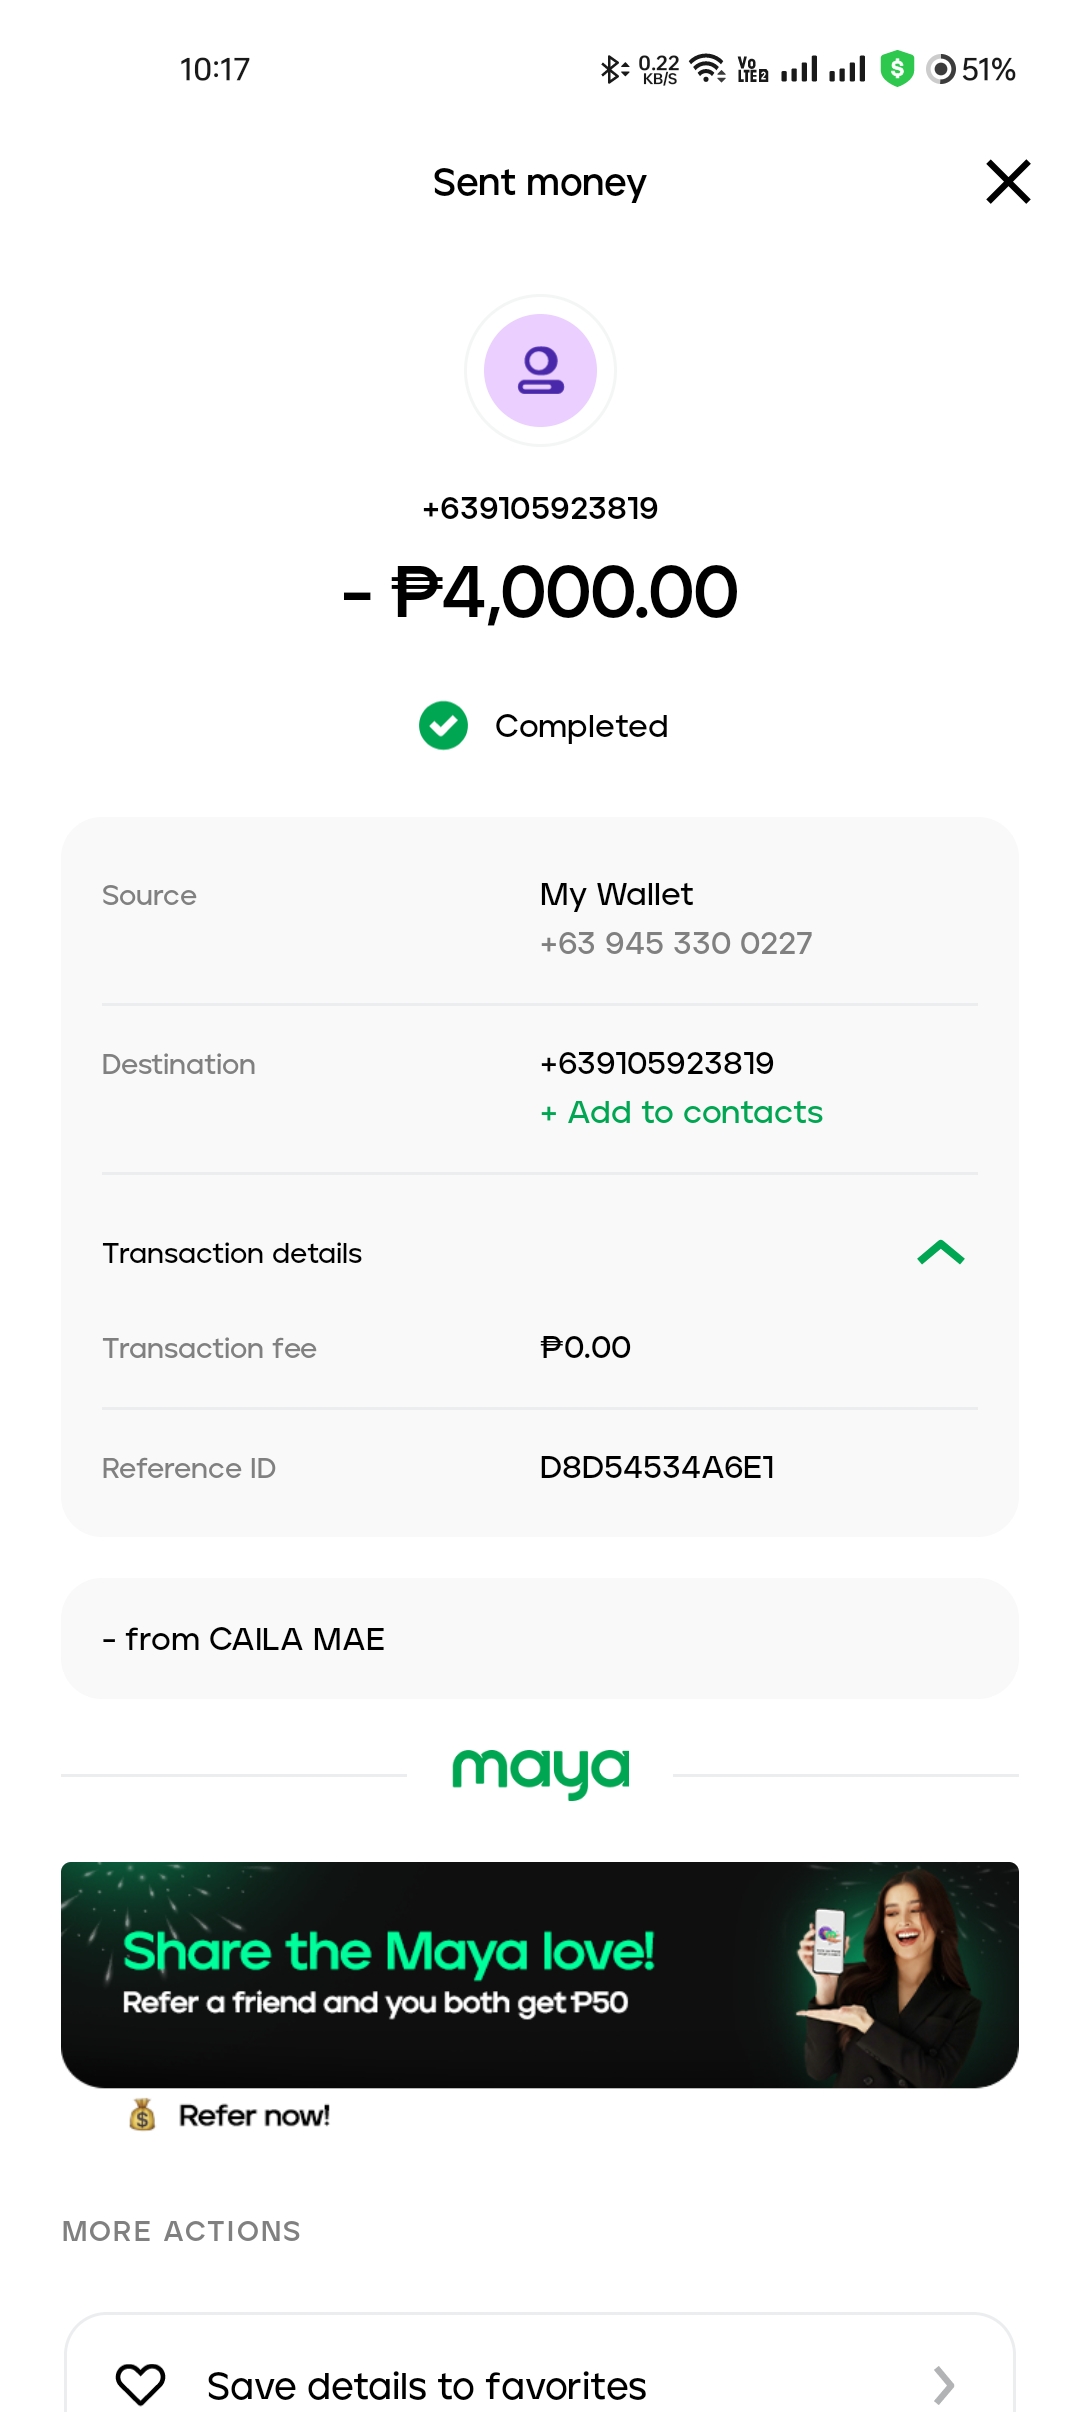 10:17
0.22 KB/S Vo LTE 2 51%
Sent money
+639105923819
- ₱4,000.00
Completed
Source My Wallet
+63 945 330 0227
Destination +639105923819
+ Add to contacts
Transaction details
Transaction fee ₱0.00
Reference ID D8D54534A6E1
- from CAILA MAE
maya
Share the Maya love!
Refer a friend and you both get ₱50
Refer now!
MORE ACTIONS
Save details to favorites